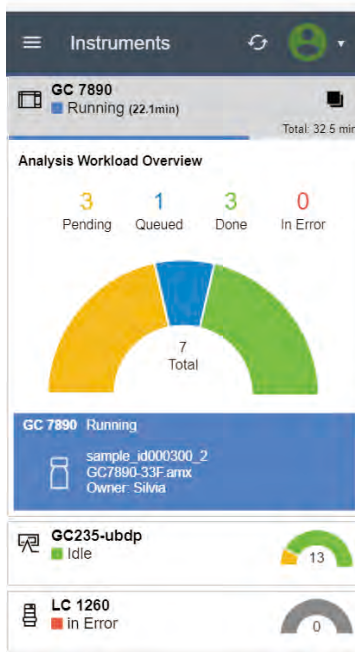 Instruments
GC 7890
Running (22.1min)
Total: 32.5 min
Analysis Workload Overview
3 1 3 0
Pending Queued Done In Error
7
Total
GC 7890 Running
sample_id000300_2
GC7890-33F.amx
Owner: Silvia
GC235-ubdp
Idle
13
LC 1260
in Error
0